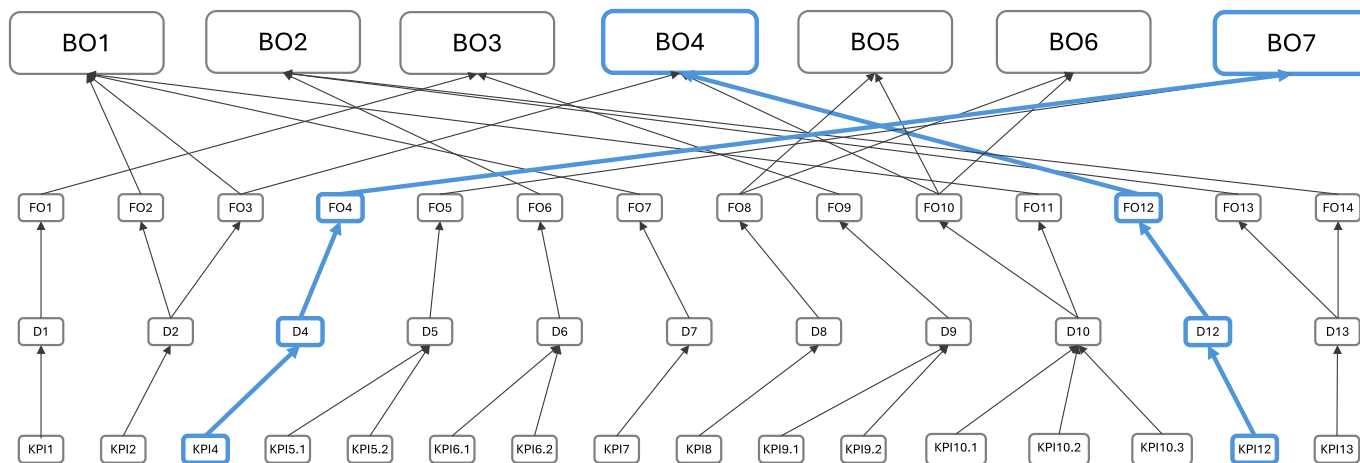 BO1 BO2 BO3 BO4 BO5 BO6 BO7
FO1 FO2 FO3 FO4 FO5 FO6 FO7 FO8 FO9 FO10 FO11 FO12 FO13 FO14
D1 D2 D4 D5 D6 D7 D8 D9 D10 D12 D13
KPI1 KPI2 KPI4 KPI5.1 KPI5.2 KPI6.1 KPI6.2 KPI7 KPI8 KPI9.1 KPI9.2 KPI10.1 KPI10.2 KPI10.3 KPI12 KPI13